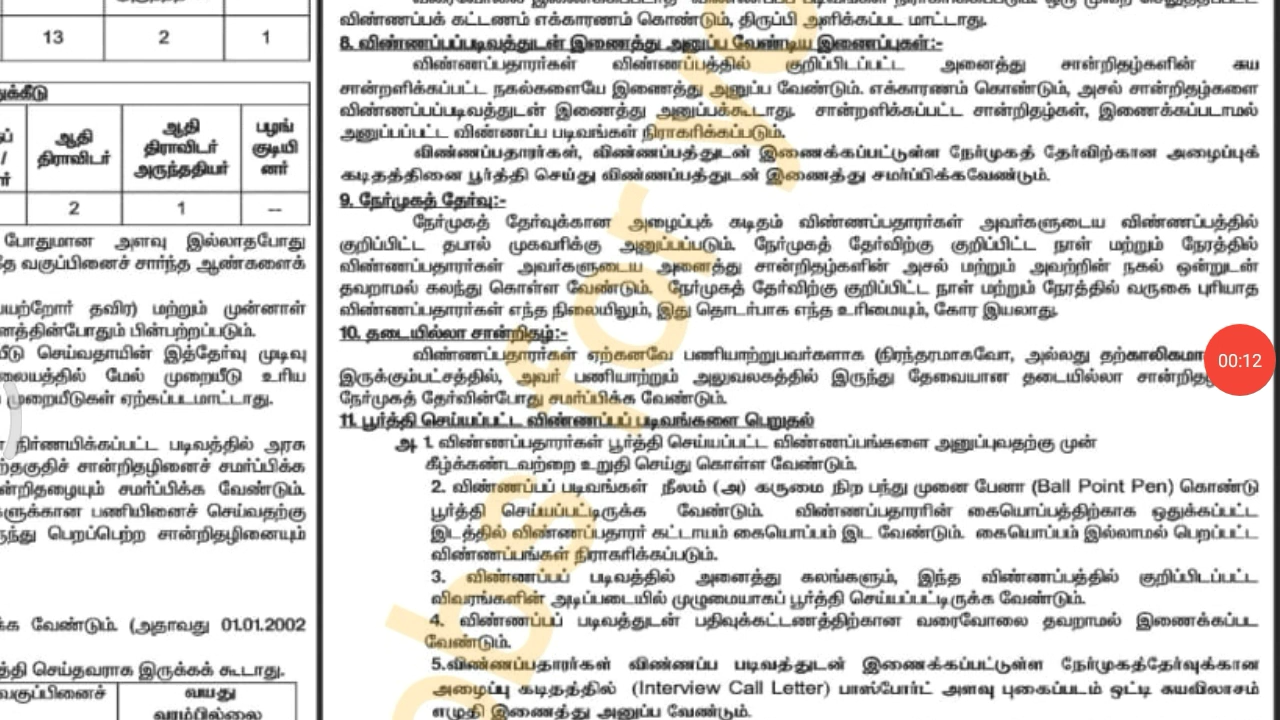 13 2 1
ஆதி திராவிடர்
ஆதி திராவிடர் அருந்ததியர்
பழங் குடியி னர்
2 1 --
போதுமான அளவு இல்லாதபோது
வகுப்பினைச் சார்ந்த ஆண்களைக்
தவிர) மற்றும் முன்னாள்
பின்பற்றப்படும்.
செய்வதாயின் இத்தேர்வு முடிவு
மேல் முறையீடு உரிய
முறையீடுகள் ஏற்கப்படமாட்டாது.
நிர்ணயிக்கப்பட்ட படிவத்தில் அரசு
சான்றிதழினைச் சமர்ப்பிக்க
சமர்ப்பிக்க வேண்டும்.
பணியினைச் செய்வதற்கு
பெறப்பெற்ற சான்றிதழினையும்
வேண்டும். (அதாவது 01.01.2002
செய்தவராக இருக்கக் கூடாது.
வகுப்பினைச்
வயது வரம்பில்லை
விண்ணப்பக் கட்டணம் எக்காரணம் கொண்டும், திருப்பி அளிக்கப்பட மாட்டாது.
8. விண்ணப்பப்படிவத்துடன் இணைத்து அனுப்ப வேண்டிய இணைப்புகள்:-
விண்ணப்பதாரர்கள் விண்ணப்பத்தில் குறிப்பிடப்பட்ட அனைத்து சான்றிதழ்களின் சுய
சான்றளிக்கப்பட்ட நகல்களையே இணைத்து அனுப்ப வேண்டும். எக்காரணம் கொண்டும், அசல் சான்றிதழ்களை
விண்ணப்பப்படிவத்துடன் இணைத்து அனுப்பக்கூடாது. சான்றளிக்கப்பட்ட சான்றிதழ்கள், இணைக்கப்படாமல்
அனுப்பப்பட்ட விண்ணப்ப படிவங்கள் நிராகரிக்கப்படும்.
விண்ணப்பதாரர்கள், விண்ணப்பத்துடன் இணைக்கப்பட்டுள்ள நேர்முகத் தேர்விற்கான அழைப்புக்
கடிதத்தினை பூர்த்தி செய்து விண்ணப்பத்துடன் இணைத்து சமர்ப்பிக்கவேண்டும்.
9. நேர்முகத் தேர்வு:-
நேர்முகத் தேர்வுக்கான அழைப்புக் கடிதம் விண்ணப்பதாரர்கள் அவர்களுடைய விண்ணப்பத்தில்
குறிப்பிட்ட தபால் முகவரிக்கு அனுப்பப்படும். நேர்முகத் தேர்விற்கு குறிப்பிட்ட நாள் மற்றும் நேரத்தில்
விண்ணப்பதாரர்கள் அவர்களுடைய அனைத்து சான்றிதழ்களின் அசல் மற்றும் அவற்றின் நகல் ஒன்றுடன்
தவறாமல் கலந்து கொள்ள வேண்டும். நேர்முகத் தேர்விற்கு குறிப்பிட்ட நாள் மற்றும் நேரத்தில் வருகை புரியாத
விண்ணப்பதாரர்கள் எந்த நிலையிலும், இது தொடர்பாக எந்த உரிமையும், கோர இயலாது.
10. தடையில்லா சான்றிதழ்:-
விண்ணப்பதாரர்கள் ஏற்கனவே பணியாற்றுபவர்களாக (நிரந்தரமாகவோ, அல்லது
00:12
இருக்கும்பட்சத்தில், அவர் பணியாற்றும் அலுவலகத்தில் இருந்து தேவையான தடையில்லா
நேர்முகத் தேர்வின்போது சமர்ப்பிக்க வேண்டும்.
11. பூர்த்தி செய்யப்பட்ட விண்ணப்பப் படிவங்களை பெறுதல்
அ 1. விண்ணப்பதாரர்கள் பூர்த்தி செய்யப்பட்ட விண்ணப்பங்களை அனுப்புவதற்கு முன்
கீழ்க்கண்டவற்றை உறுதி செய்து கொள்ள வேண்டும்.
2. விண்ணப்பப் படிவங்கள் நீலம் (அ) கருமை நிற பந்து முனை பேனா (Ball Point Pen) கொண்டு
பூர்த்தி செய்யப்பட்டிருக்க வேண்டும். விண்ணப்பதாரரின் கையொப்பத்திற்காக ஒதுக்கப்பட்ட
இடத்தில் விண்ணப்பதாரர் கட்டாயம் கையொப்பம் இட வேண்டும். கையொப்பம் இல்லாமல் பெறப்பட்ட
விண்ணப்பங்கள் நிராகரிக்கப்படும்.
3. விண்ணப்பப் படிவத்தில் அனைத்து கலங்களும், இந்த விண்ணப்பத்தில் குறிப்பிடப்பட்ட
விவரங்களின் அடிப்படையில் முழுமையாகப் பூர்த்தி செய்யப்பட்டிருக்க வேண்டும்.
4. விண்ணப்பப் படிவத்துடன் பதிவுக்கட்டணத்திற்கான வரைவோலை தவறாமல் இணைக்கப்பட
வேண்டும்.
5.விண்ணப்பதாரர்கள் விண்ணப்ப படிவத்துடன் இணைக்கப்பட்டுள்ள நேர்முகத்தேர்வுக்கான
அழைப்பு கடிதத்தில் (Interview Call Letter) பாஸ்போர்ட் அளவு புகைப்படம் ஒட்டி சுயவிலாசம்
எழுதி இணைத்து அனுப்ப வேண்டும்.